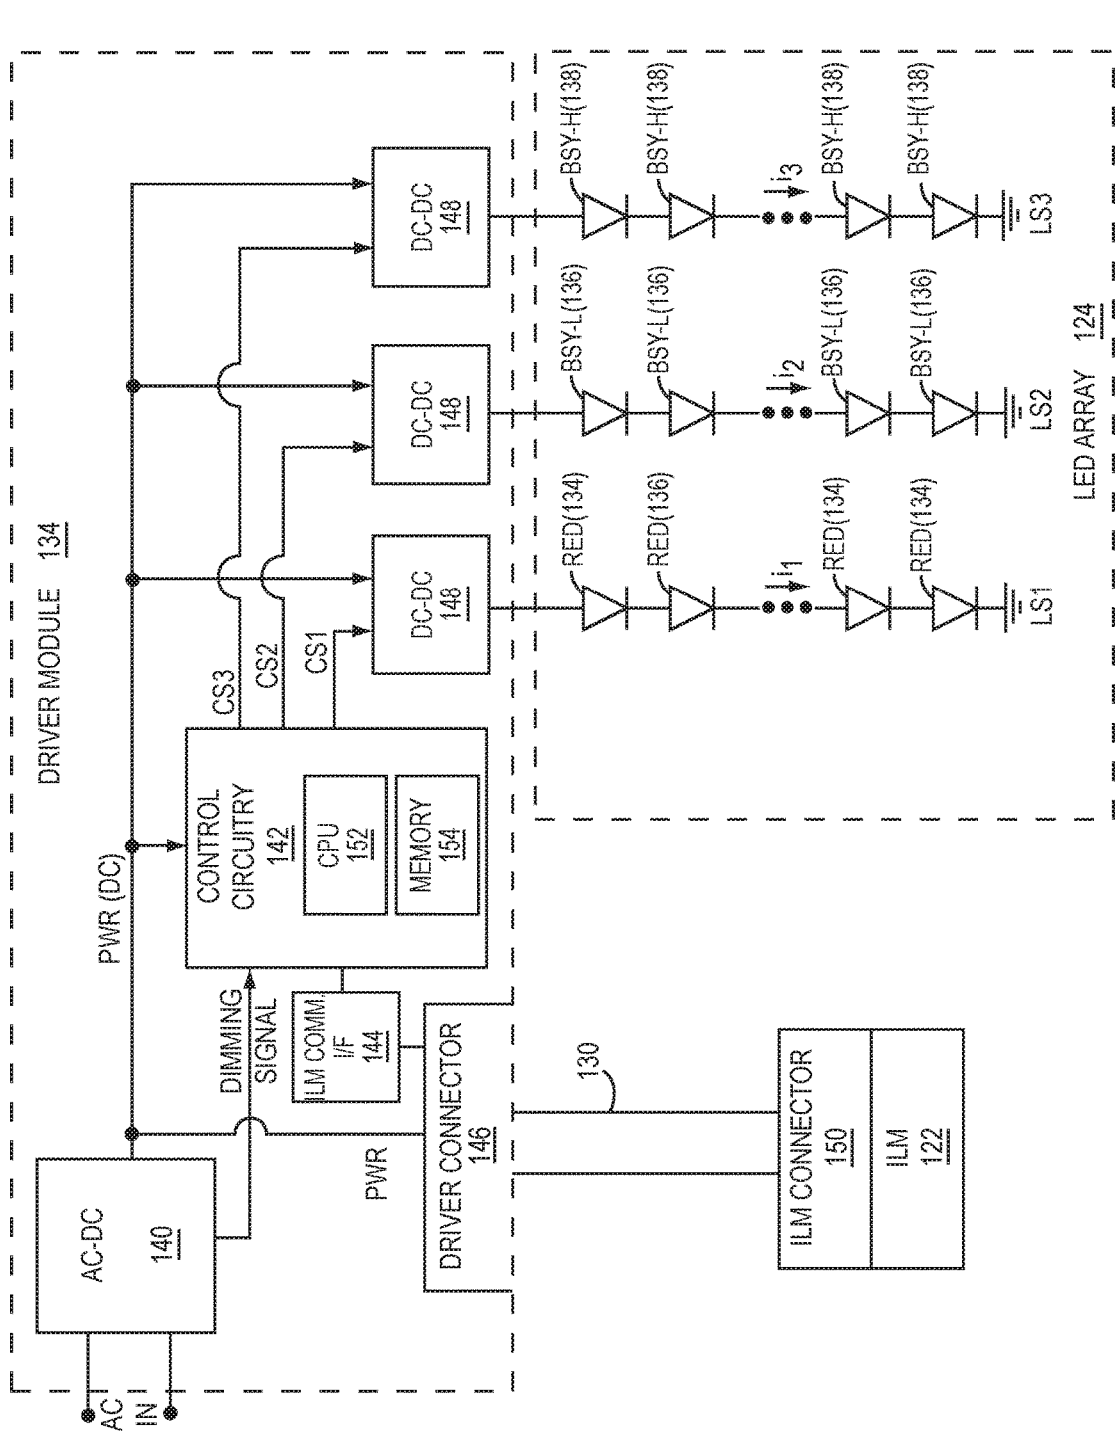 DRIVER MODULE 134
PWR (DC)
AC
IN
AC-DC
140
DIMMING
SIGNAL
PWR
CONTROL
CIRCUITRY
142
CPU
152
MEMORY
154
ILM COMM.
I/F
144
DRIVER CONNECTOR
146
CS3
CS2
CS1
DC-DC
148
DC-DC
148
DC-DC
148
130
ILM CONNECTOR
150
ILM
122
RED(134)
RED(136)
i1
RED(134)
RED(134)
LS1
BSY-L(136)
BSY-L(136)
i2
BSY-L(136)
BSY-L(136)
LS2
BSY-H(138)
BSY-H(138)
i3
BSY-H(138)
BSY-H(138)
LS3
LED ARRAY 124